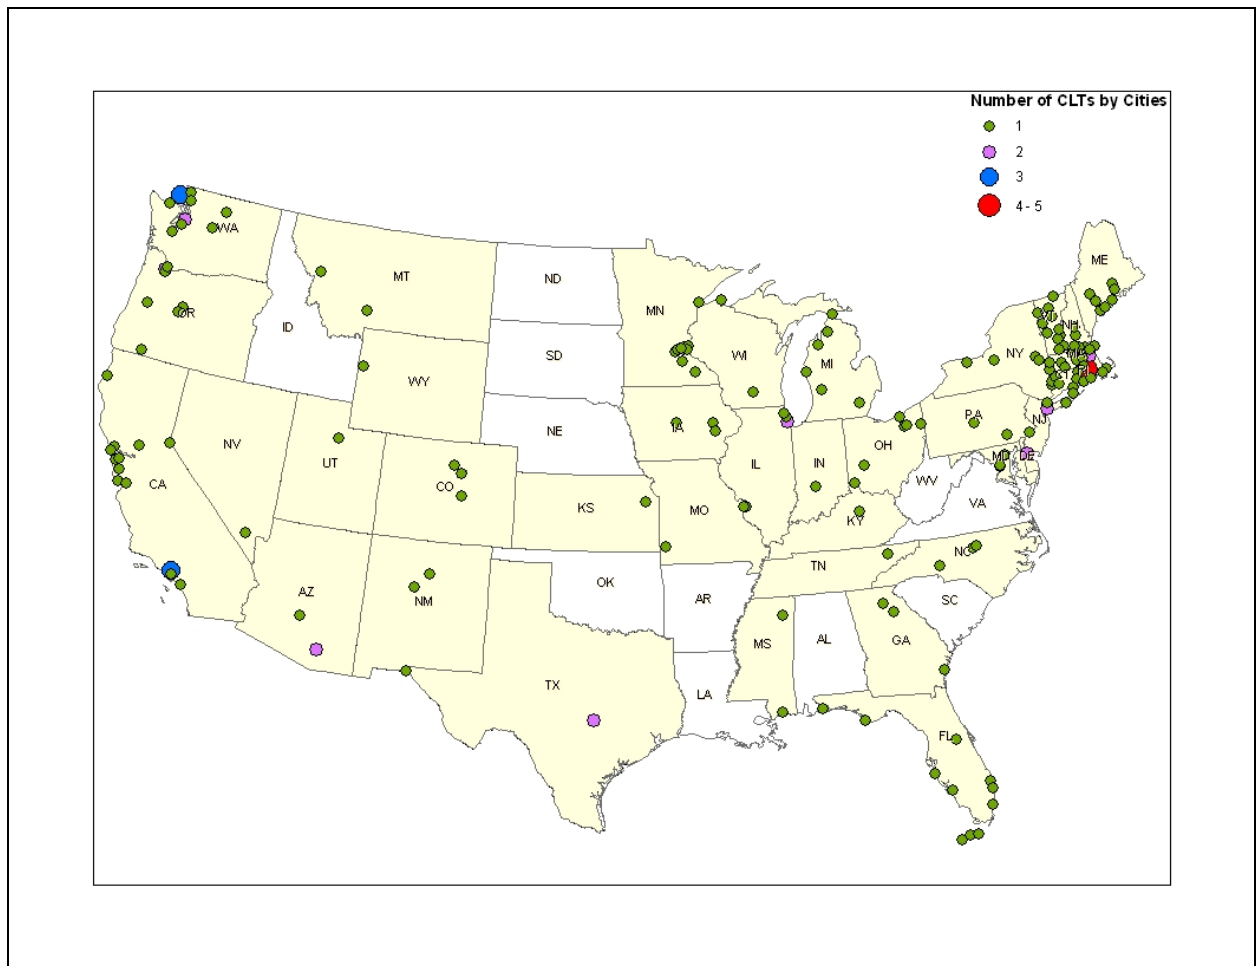 Number of CLTs by Cities
1
2
3
4 - 5
WA
MT
ND
MN
ME
OR
ID
SD
WI
MI
NY
NH
WY
IA
PA
NJ
NV
UT
NE
IL
IN
OH
MD
DE
CA
CO
KS
MO
WV
VA
KY
AZ
NM
OK
AR
TN
NC
SC
MS
AL
GA
TX
LA
FL